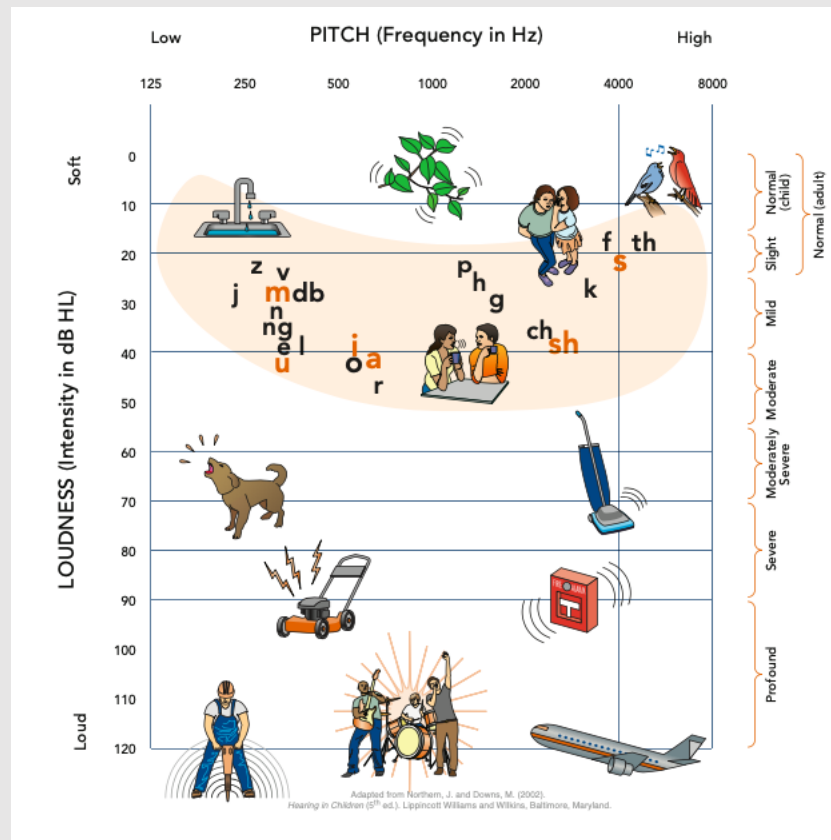 PITCH (Frequency in Hz)
Low
High
125 250 500 1000 2000 4000 8000
LOUDNESS (Intensity in dB HL)
Soft
Loud
0
10
20
30
40
50
60
70
80
90
100
110
120
z v
j m db
n
ng
e l
u
i
o a
r
p
h
g
f th
s
k
ch
sh
FIRE
Normal (child)
Normal (adult)
Slight
Mild
Moderate
Moderately Severe
Severe
Profound
Adapted from Northern, J. and Downs, M. (2002).
Hearing in Children (5th ed.). Lippincott Williams and Wilkins, Baltimore, Maryland.